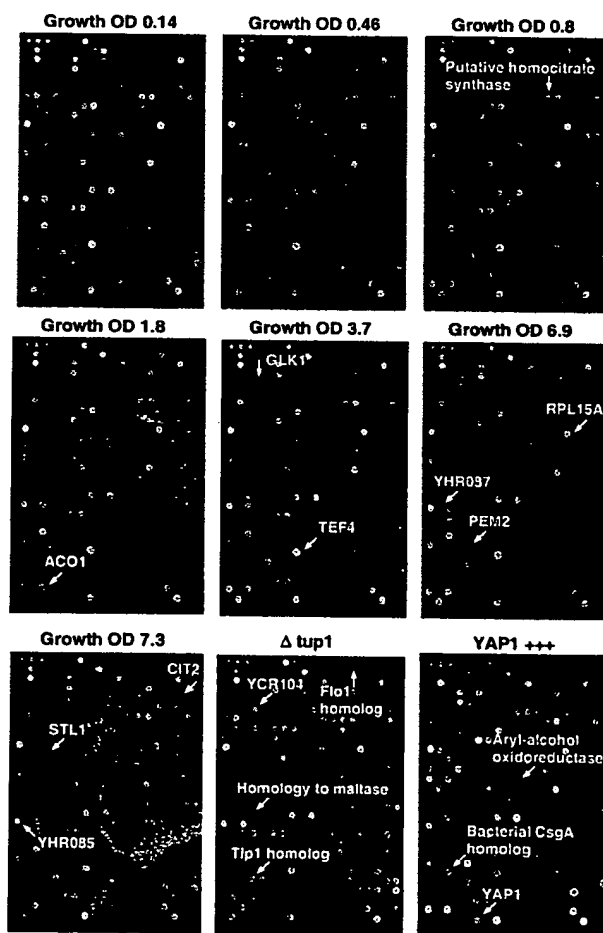 Growth OD 0.14
Growth OD 0.46
Growth OD 0.8
Putative homocitrate
synthase
Growth OD 1.8
Growth OD 3.7
Growth OD 6.9
GLK1
RPL15A
YHR087
PEM2
TEF4
ACO1
Growth OD 7.3
Δ tup1
YAP1 +++
CIT2
YCR104
Flo1
homolog
STL1
Aryl-alcohol
oxidoreductase
Homology to maltase
YHR085
Tip1 homolog
Bacterial CsgA
homolog
YAP1